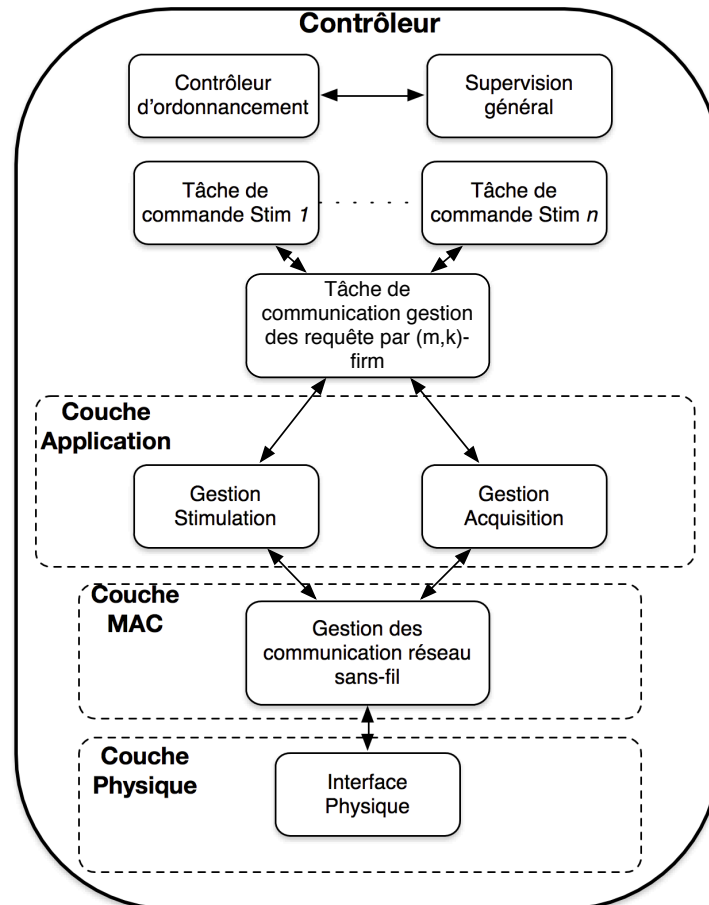 Contrôleur
Contrôleur
d'ordonnancement
Supervision
général
Tâche de
commande Stim 1
Tâche de
commande Stim n
Tâche de
communication gestion
des requête par (m,k)-
firm
Couche
Application
Gestion
Stimulation
Gestion
Acquisition
Couche
MAC
Gestion des
communication réseau
sans-fil
Couche
Physique
Interface
Physique